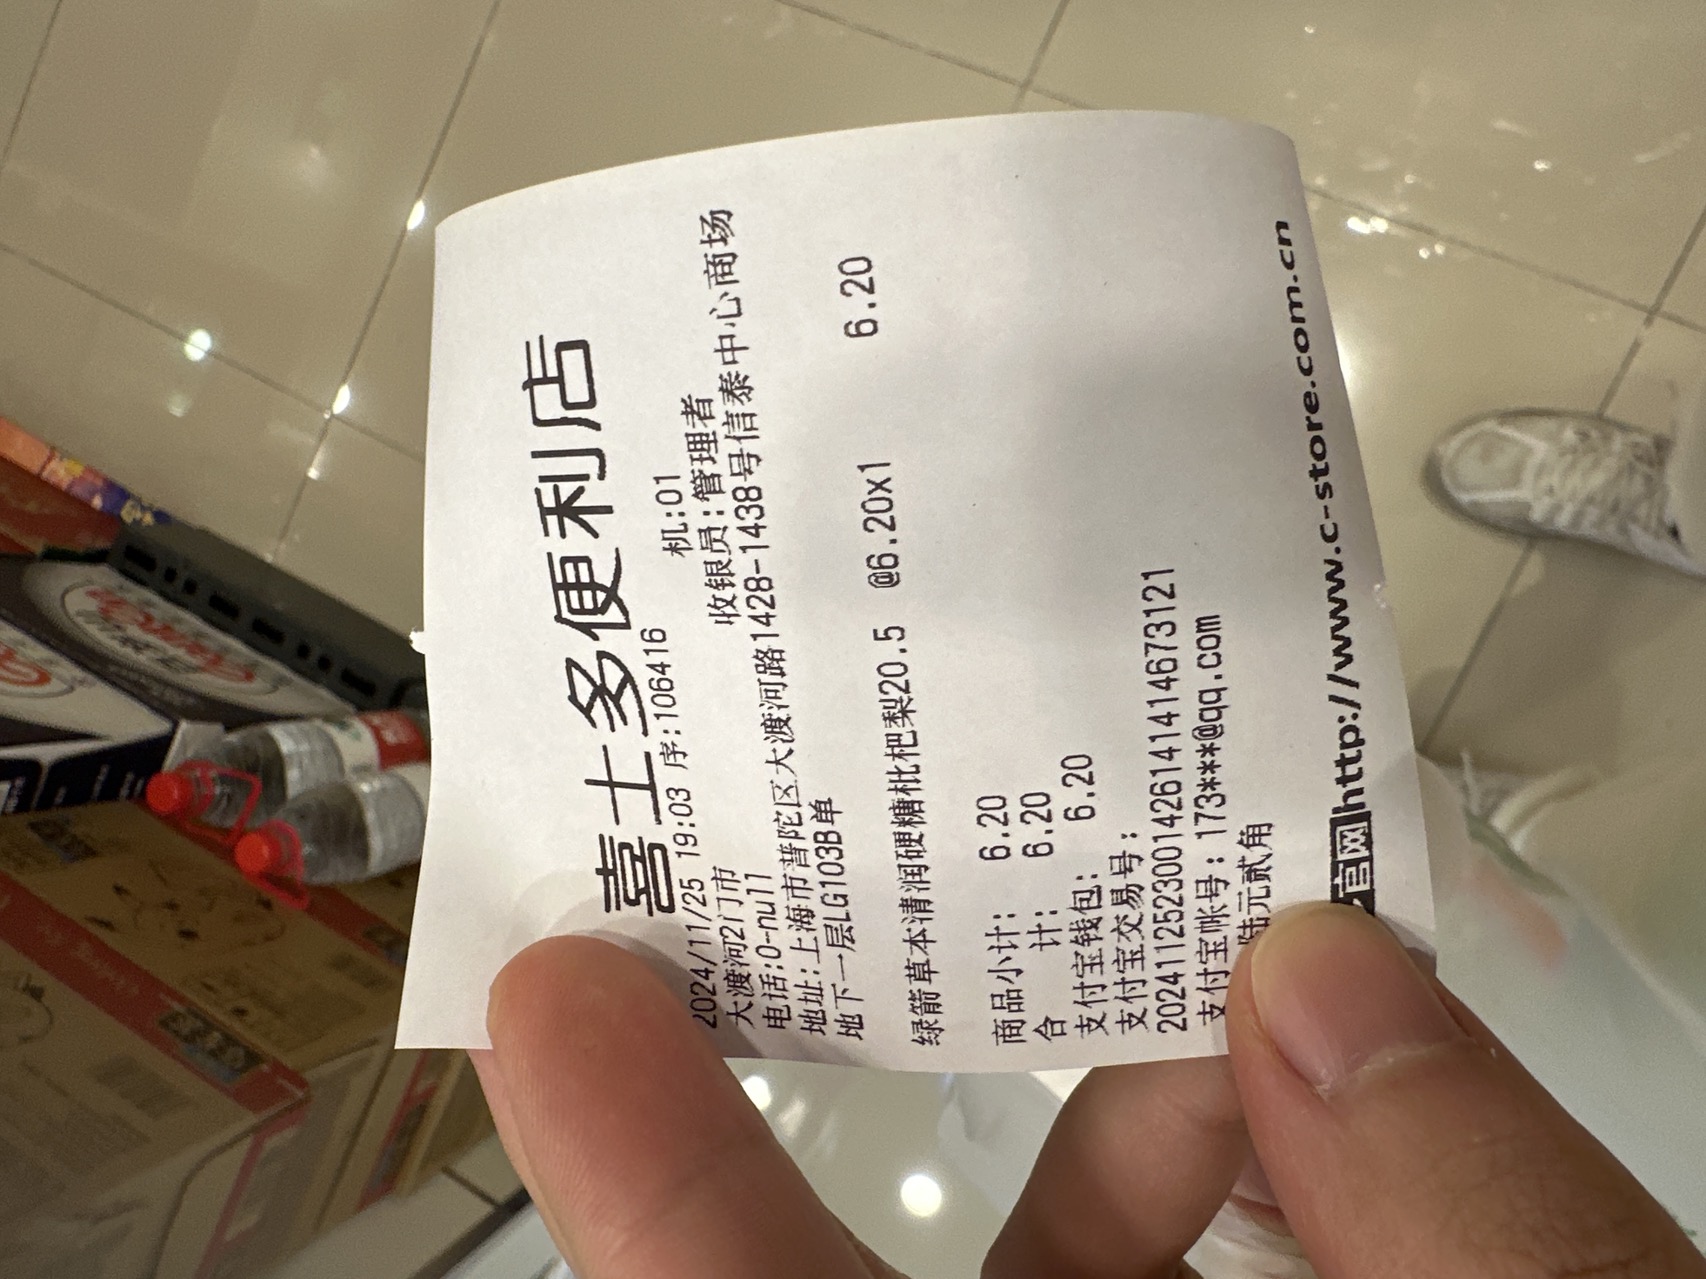 喜士多便利店
2024/11/25 19:03 序:106416 机:01
大渡河2门市 收银员:管理者
电话:0-null
地址:上海市普陀区大渡河路1428-1438号信泰中心商场
地下一层LG103B单
6.20
绿箭草本清润硬糖枇杷梨20.5 @6.20x1
商品小计: 6.20
合 计: 6.20
支付宝钱包: 6.20
支付宝交易号:
2024112523001426141414673121
支付宝帐号:173***@qq.com
陆元贰角
官网http://www.c-store.com.cn